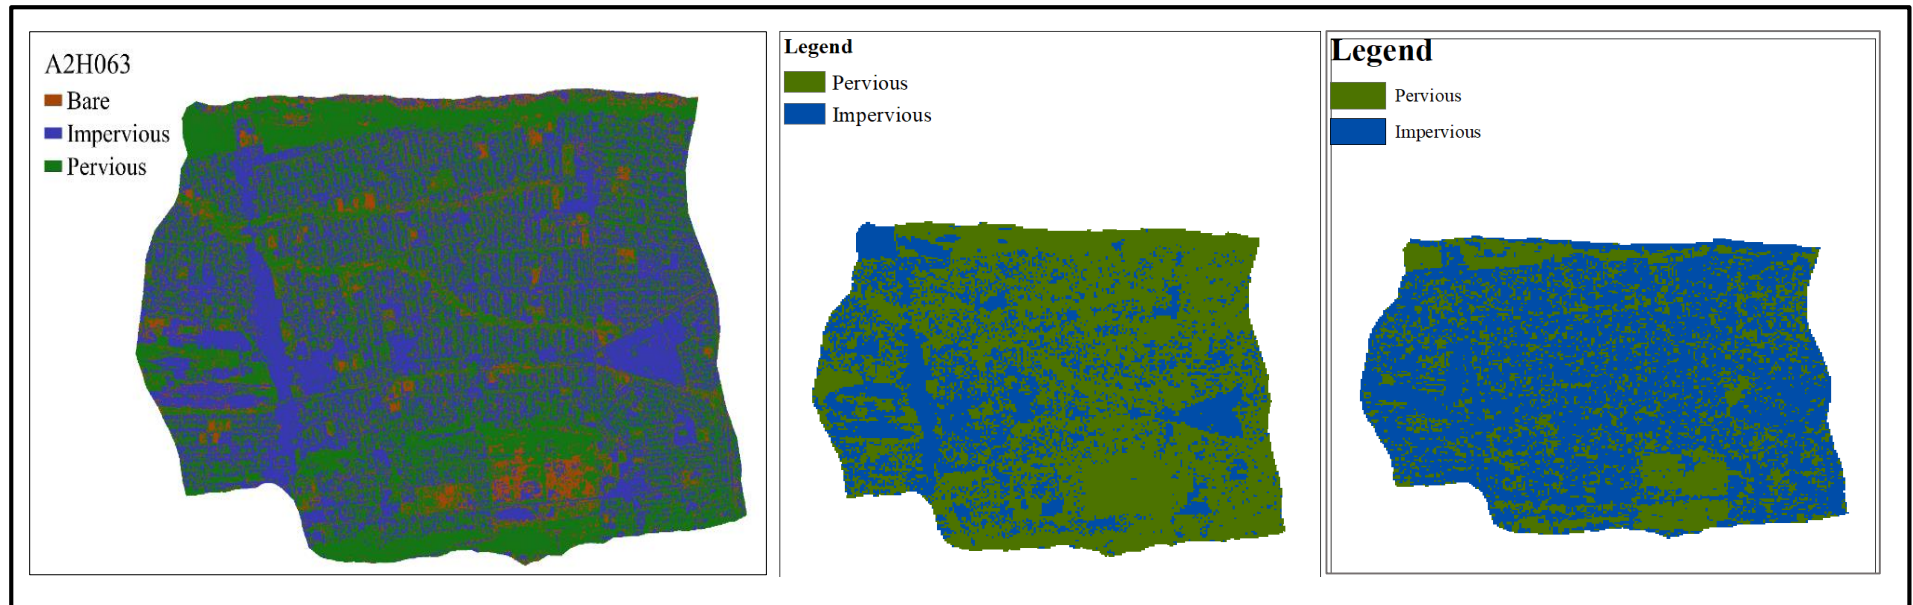 A2H063
Bare
Impervious
Pervious
Legend
Pervious
Impervious
Legend
Pervious
Impervious